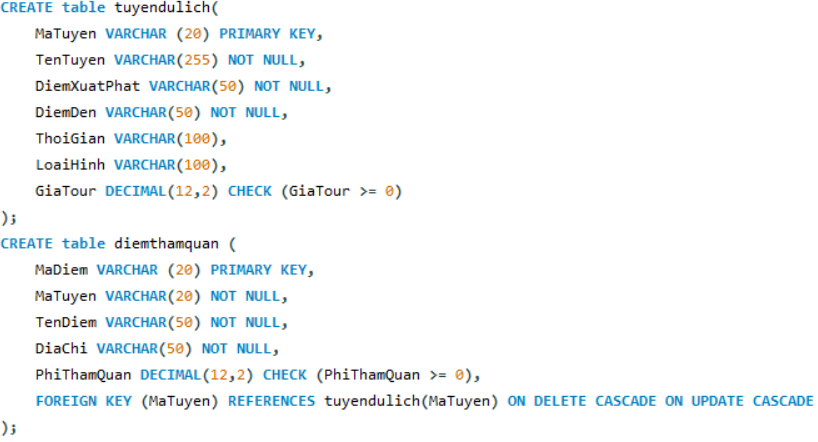 CREATE table tuyendulich(
    MaTuyen VARCHAR (20) PRIMARY KEY,
    TenTuyen VARCHAR(255) NOT NULL,
    DiemXuatPhat VARCHAR(50) NOT NULL,
    DiemDen VARCHAR(50) NOT NULL,
    ThoiGian VARCHAR(100),
    LoaiHinh VARCHAR(100),
    GiaTour DECIMAL(12,2) CHECK (GiaTour >= 0)
);
CREATE table diemthamquan (
    MaDiem VARCHAR (20) PRIMARY KEY,
    MaTuyen VARCHAR(20) NOT NULL,
    TenDiem VARCHAR(50) NOT NULL,
    DiaChi VARCHAR(50) NOT NULL,
    PhiThamQuan DECIMAL(12,2) CHECK (PhiThamQuan >= 0),
    FOREIGN KEY (MaTuyen) REFERENCES tuyendulich(MaTuyen) ON DELETE CASCADE ON UPDATE CASCADE
);